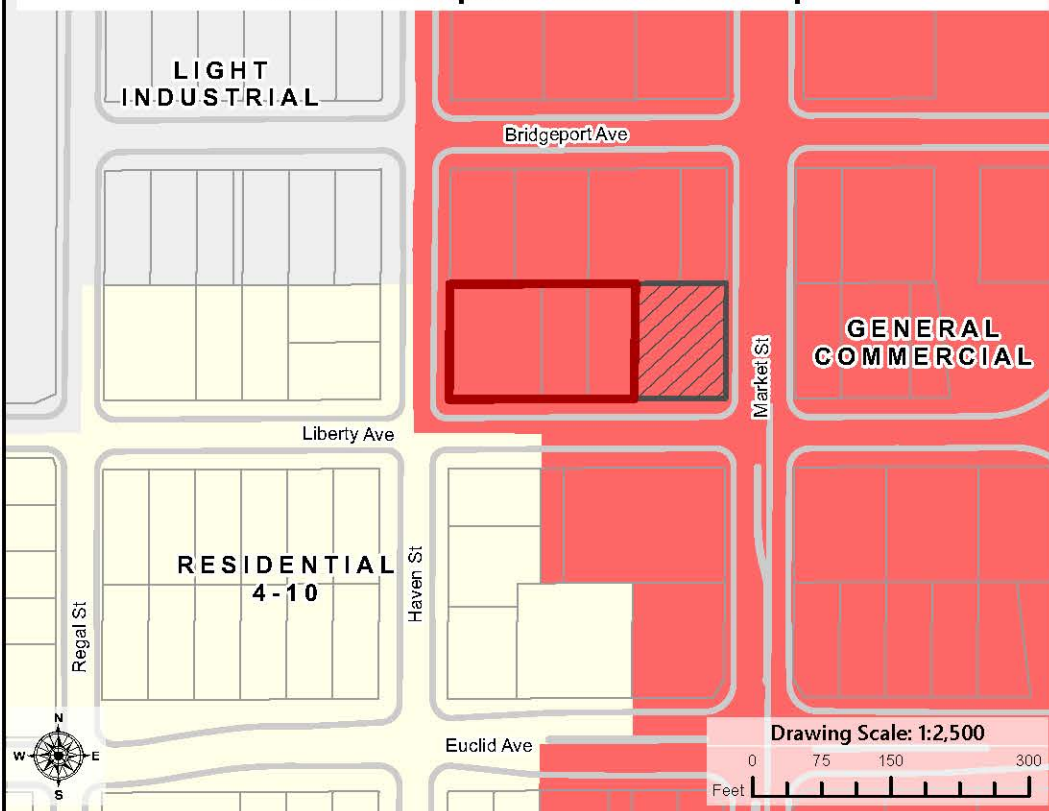 LIGHT
INDUSTRIAL
Bridgeport Ave
GENERAL
COMMERCIAL
Market St
Liberty Ave
RESIDENTIAL
4-10
Haven St
Regal St
N
W E
S
Euclid Ave
Drawing Scale: 1:2,500
0 75 150 300
Feet